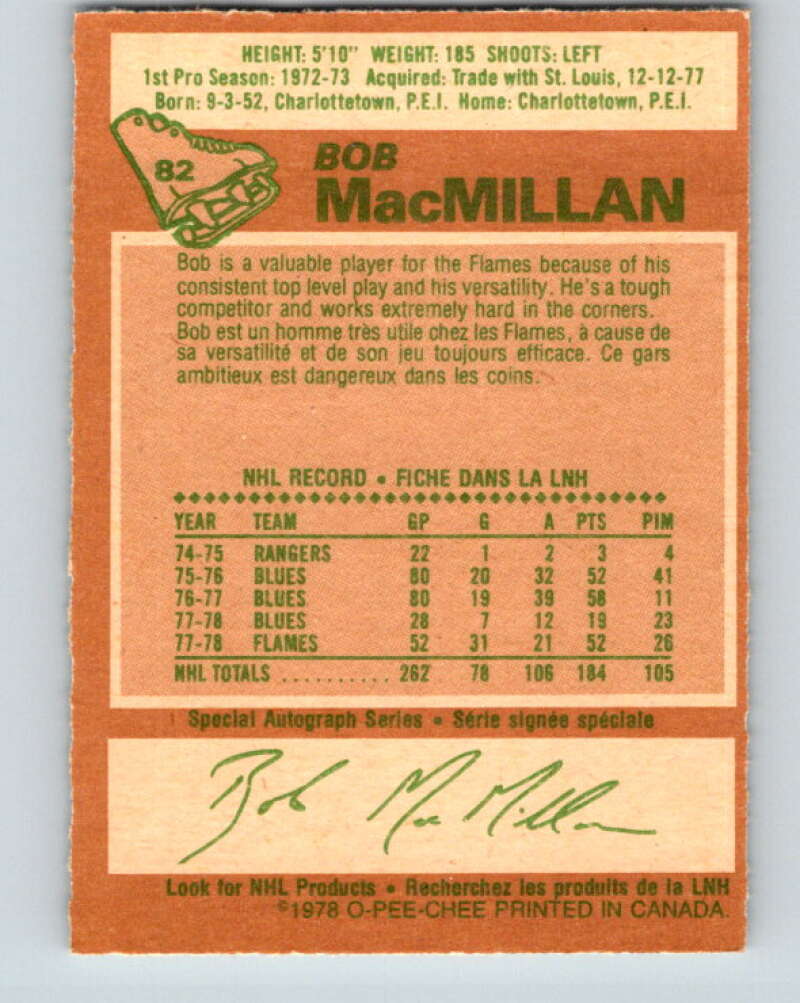 HEIGHT: 5'10" WEIGHT: 185 SHOOTS: LEFT
1st Pro Season: 1972-73 Acquired: Trade with St. Louis, 12-12-77
Born: 9-3-52, Charlottetown, P.E.I. Home: Charlottetown, P.E.I.
82
BOB
MacMILLAN
Bob is a valuable player for the Flames because of his
consistent top level play and his versatility. He's a tough
competitor and works extremely hard in the corners.
Bob est un homme très utile chez les Flames, à cause de
sa versatilité et de son jeu toujours efficace. Ce gars
ambitieux est dangereux dans les coins.
NHL RECORD • FICHE DANS LA LNH
YEAR TEAM GP G A PTS PIM
74-75 RANGERS 22 1 2 3 4
75-76 BLUES 80 20 32 52 41
76-77 BLUES 80 19 39 58 11
77-78 BLUES 28 7 12 19 23
77-78 FLAMES 52 31 21 52 26
NHL TOTALS .......... 262 78 106 184 105
Special Autograph Series • Série signée spéciale
Bob MacMillan
Look for NHL Products • Recherchez les produits de la LNH
©1978 O-PEE-CHEE PRINTED IN CANADA.